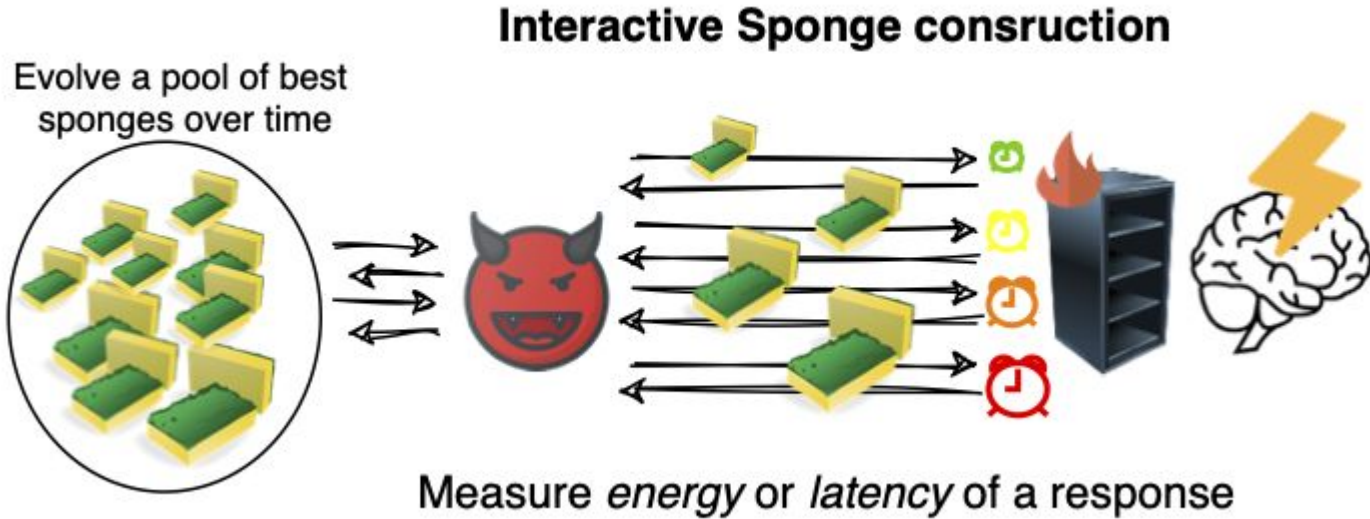 Interactive Sponge consruction
Evolve a pool of best
sponges over time
Measure energy or latency of a response